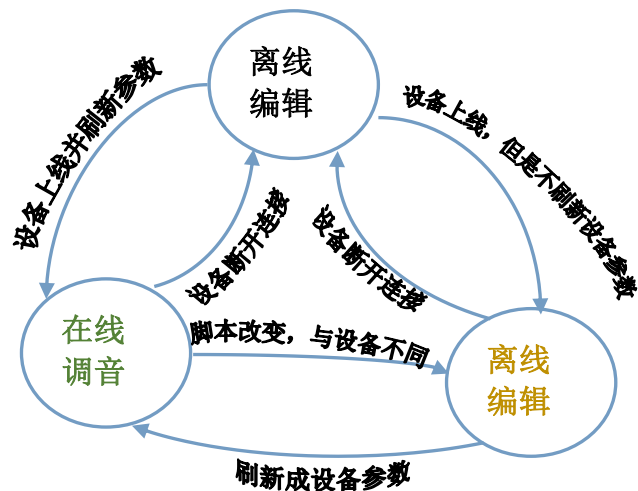 离线
编辑
设备上线并刷新参数
设备上线，但是不刷新设备参数
设备断开连接
设备断开连接
在线
调音
脚本改变，与设备不同
离线
编辑
刷新成设备参数